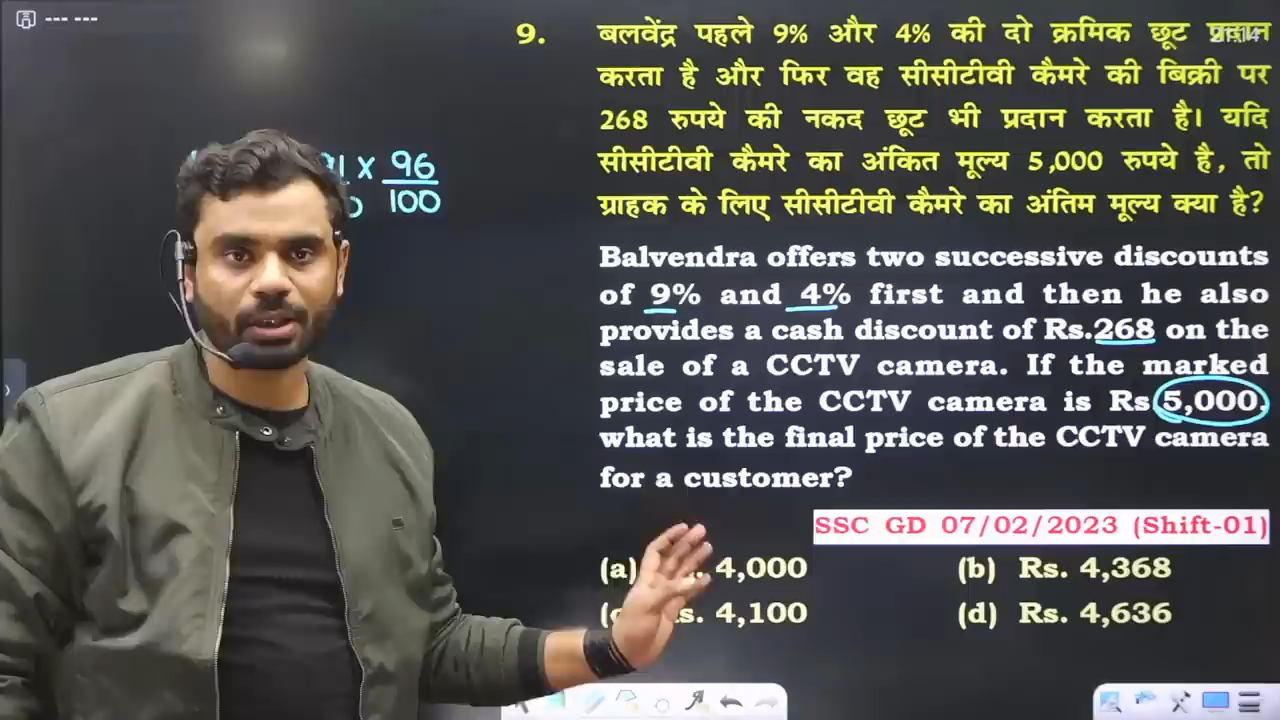 9. बलवेंद्र पहले 9% और 4% की दो क्रमिक छूट प्रदान
करता है और फिर वह सीसीटीवी कैमरे की बिक्री पर
268 रुपये की नकद छूट भी प्रदान करता है। यदि
सीसीटीवी कैमरे का अंकित मूल्य 5,000 रुपये है, तो
ग्राहक के लिए सीसीटीवी कैमरे का अंतिम मूल्य क्या है?
Balvendra offers two successive discounts
of 9% and 4% first and then he also
provides a cash discount of Rs.268 on the
sale of a CCTV camera. If the marked
price of the CCTV camera is Rs 5,000,
what is the final price of the CCTV camera
for a customer?
SSC GD 07/02/2023 (Shift-01)
(a) 4,000 (b) Rs. 4,368
4,100 (d) Rs. 4,636
x 96
100